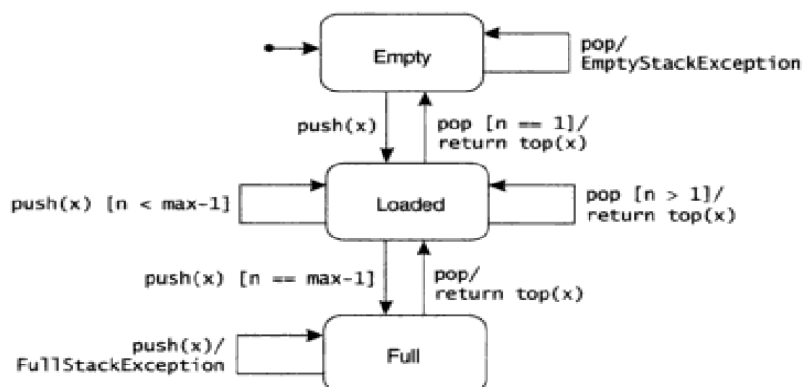 Empty
pop/
EmptyStackException
push(x)
pop [n == 1]/
return top(x)
push(x) [n < max-1]
Loaded
pop [n > 1]/
return top(x)
push(x) [n == max-1]
pop/
return top(x)
push(x)/
FullStackException
Full